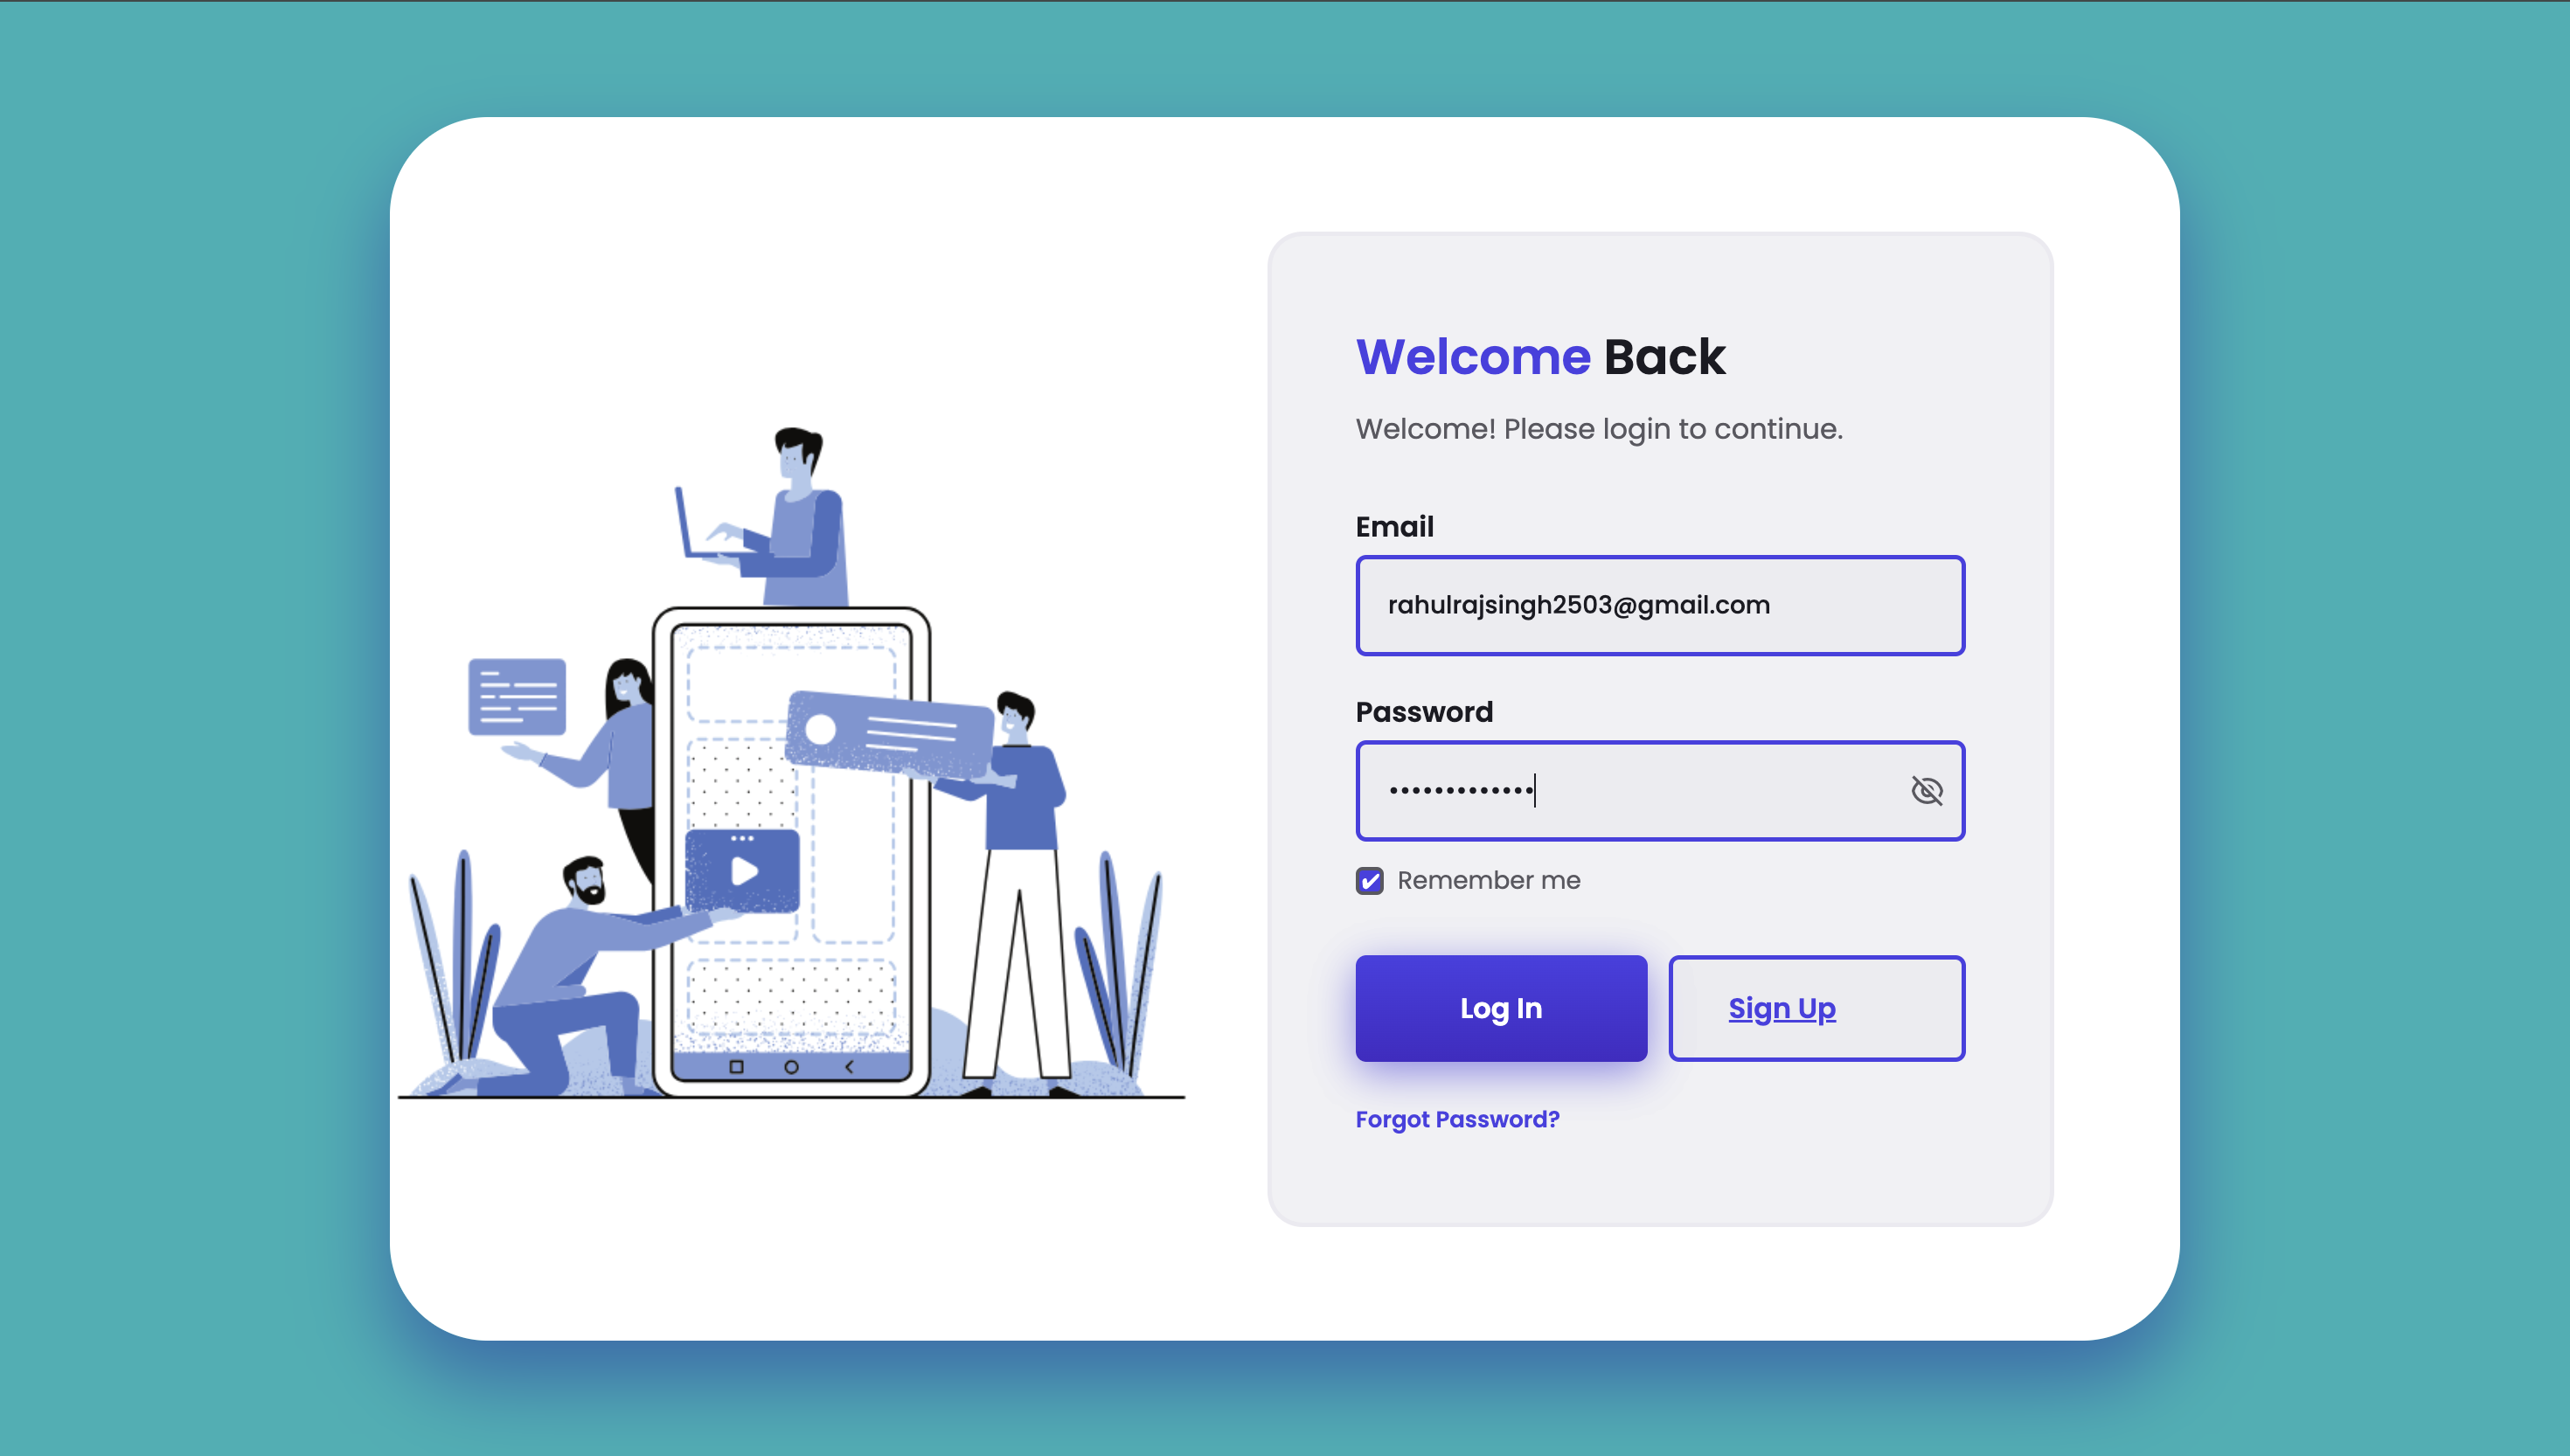 Welcome Back
Welcome! Please login to continue.
Email
rahulrajsingh2503@gmail.com
Password
•••••••••••••
Remember me
Log In
Sign Up
Forgot Password?